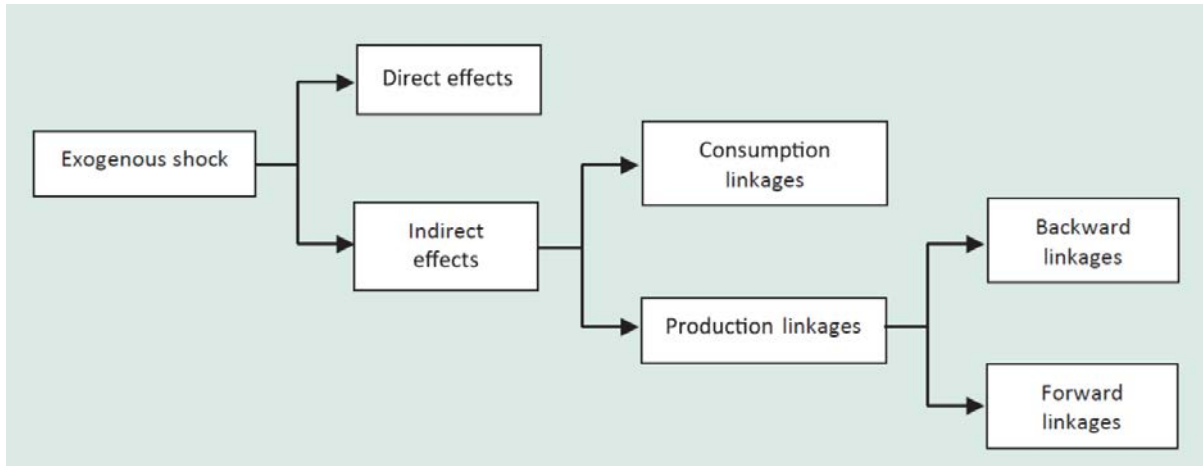 Direct effects
Exogenous shock
Indirect
effects
Consumption
linkages
Production linkages
Backward
linkages
Forward
linkages